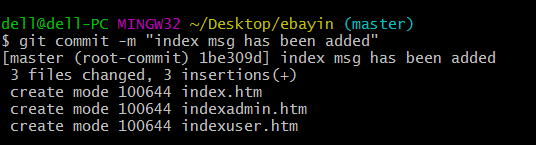 dell@dell-PC MINGW32 ~/Desktop/ebayin (master)
$ git commit -m "index msg has been added"
[master (root-commit) 1be309d] index msg has been added
 3 files changed, 3 insertions(+)
 create mode 100644 index.htm
 create mode 100644 indexadmin.htm
 create mode 100644 indexuser.htm